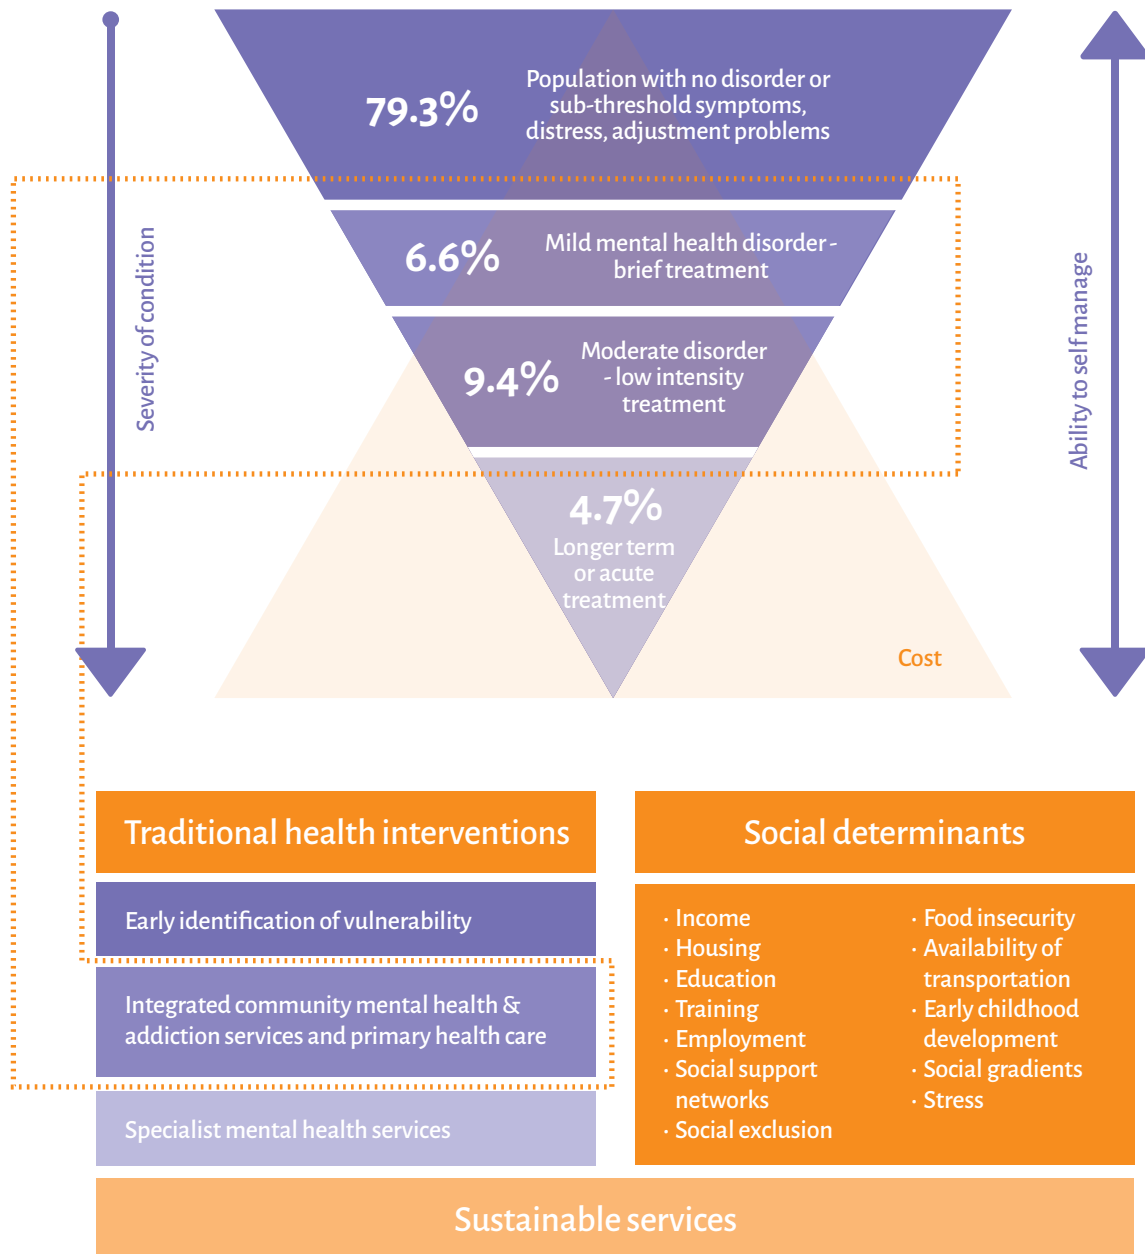 79.3%
Population with no disorder or
sub-threshold symptoms,
distress, adjustment problems
Severity of condition
6.6%
Mild mental health disorder -
brief treatment
9.4%
Moderate disorder
- low intensity
treatment
Ability to self manage
4.7%
Longer term
or acute
treatment
Cost
Traditional health interventions
Early identification of vulnerability
Integrated community mental health &
addiction services and primary health care
Specialist mental health services
Social determinants
· Income
· Housing
· Education
· Training
· Employment
· Social support
networks
· Social exclusion
· Food insecurity
· Availability of
transportation
· Early childhood
development
· Social gradients
· Stress
Sustainable services